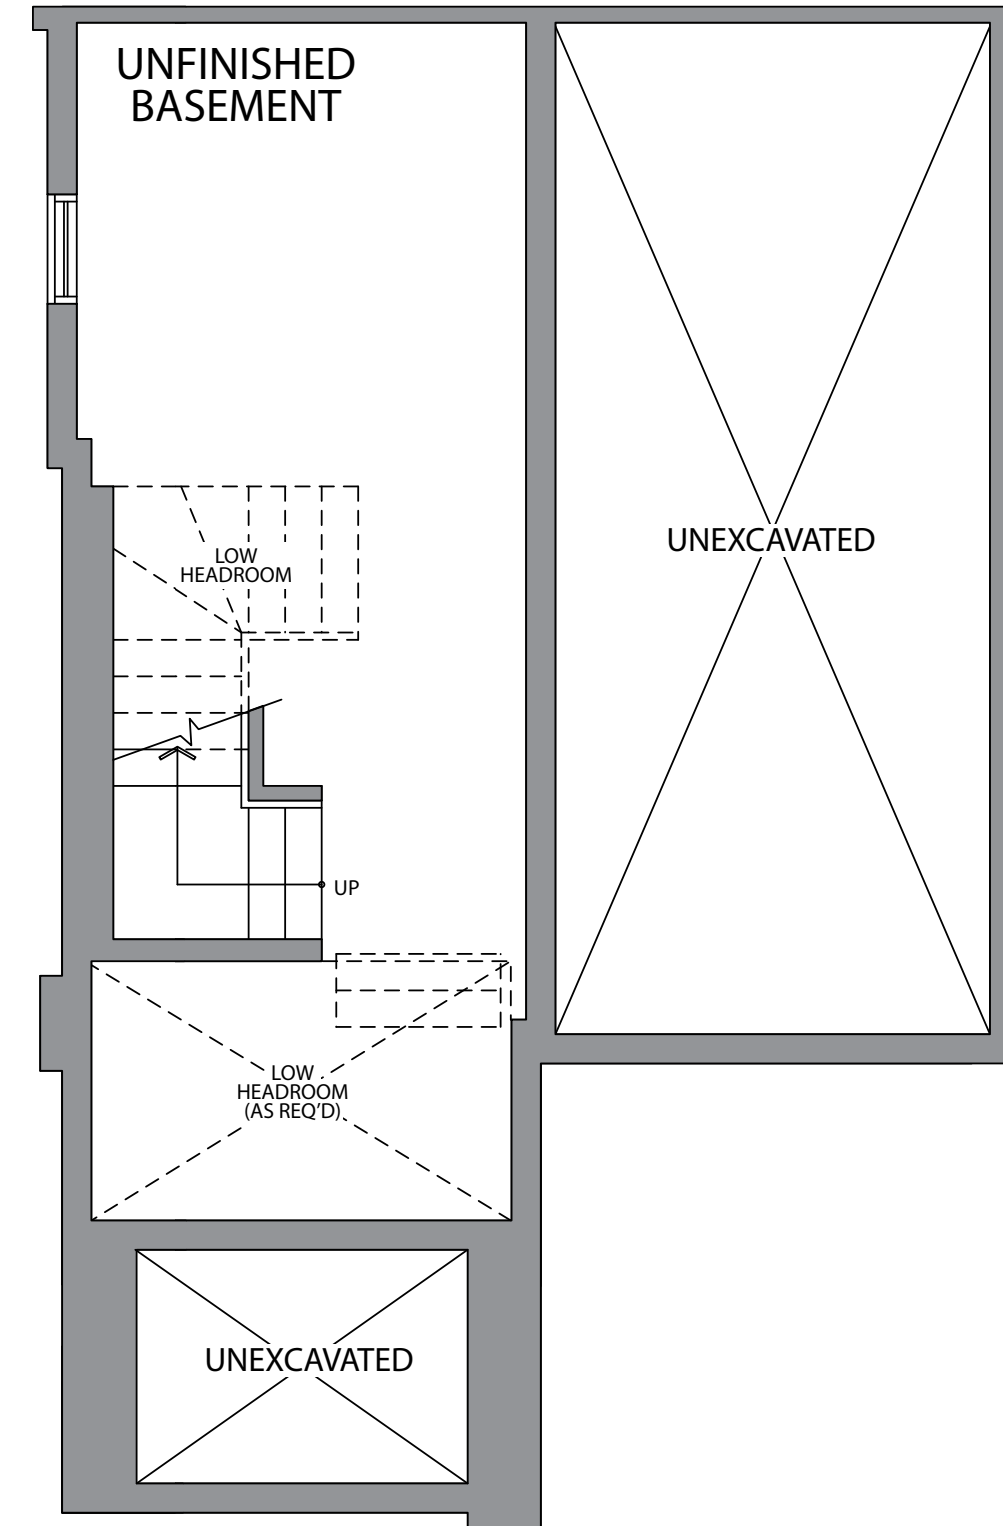 UNFINISHED
BASEMENT
UNEXCAVATED
LOW
HEADROOM
UP
LOW
HEADROOM
(AS REQ'D)
UNEXCAVATED